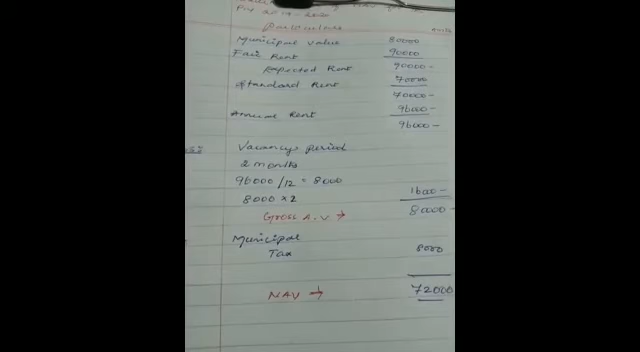 Particulars
Municipal Value 80000
Fair Rent 90000
Expected Rent 90000-
Standard Rent 70000
70000-
Annual Rent 96000-
96000-
Vacancy period
2 months
96000/12 = 8000
8000 x 2 1600-
Gross A.V →
80000-
Municipal
Tax 8000
NAV → 72000